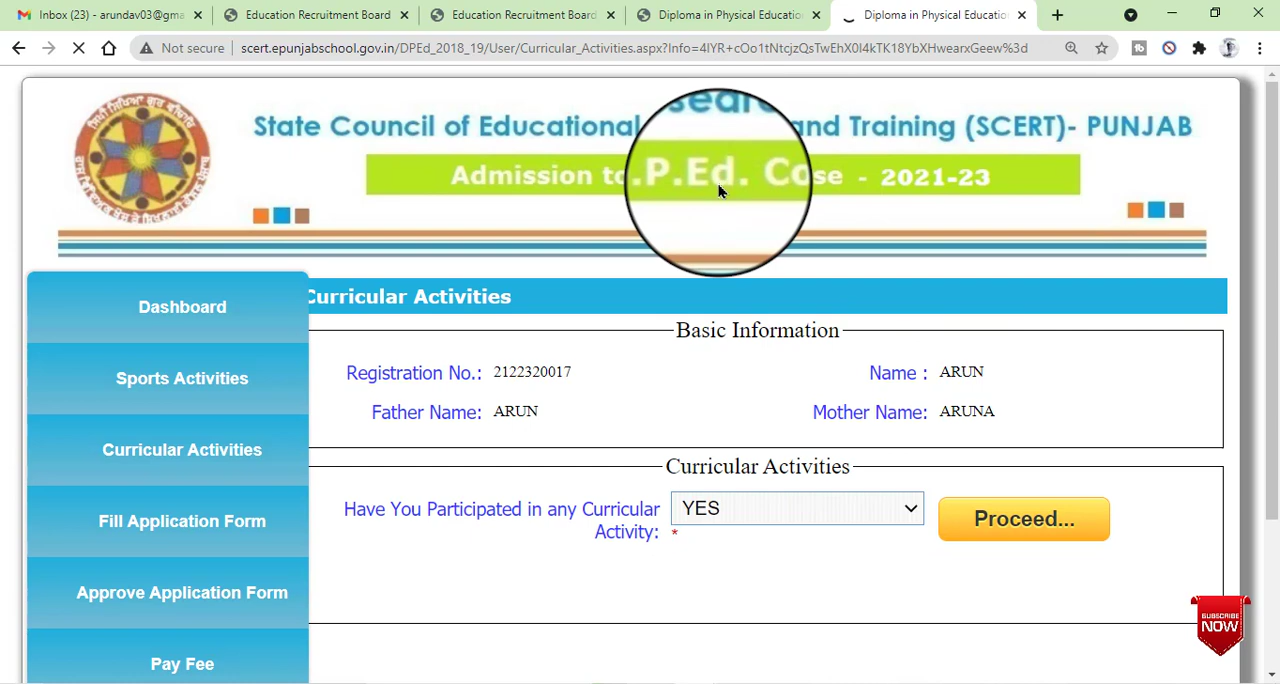 Inbox (23) - arundav03@gma
Education Recruitment Board
Education Recruitment Board
Diploma in Physical Educatio
Diploma in Physical Educatio
Not secure
scert.epunjabschool.gov.in/DPEd_2018_19/User/Curricular_Activities.aspx?Info=4IYR+cOo1tNtcjzQsTwEhX0I4kTK18YbXHwearxGeew%3d
State Council of Educational and Training (SCERT)- PUNJAB
Admission to .P.Ed. Co se - 2021-23
Dashboard
Curricular Activities
Basic Information
Registration No.: 2122320017 Name : ARUN
Sports Activities
Father Name: ARUN Mother Name: ARUNA
Curricular Activities
Curricular Activities
Have You Participated in any Curricular
Activity: *
YES
Proceed...
Fill Application Form
Approve Application Form
Pay Fee
SUBSCRIBE
NOW